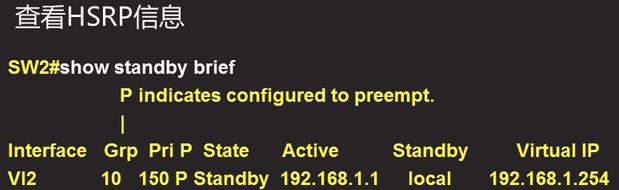 查看HSRP信息
SW2#show standby brief
P indicates configured to preempt.
|
Interface Grp Pri P State Active Standby Virtual IP
Vl2 10 150 P Standby 192.168.1.1 local 192.168.1.254